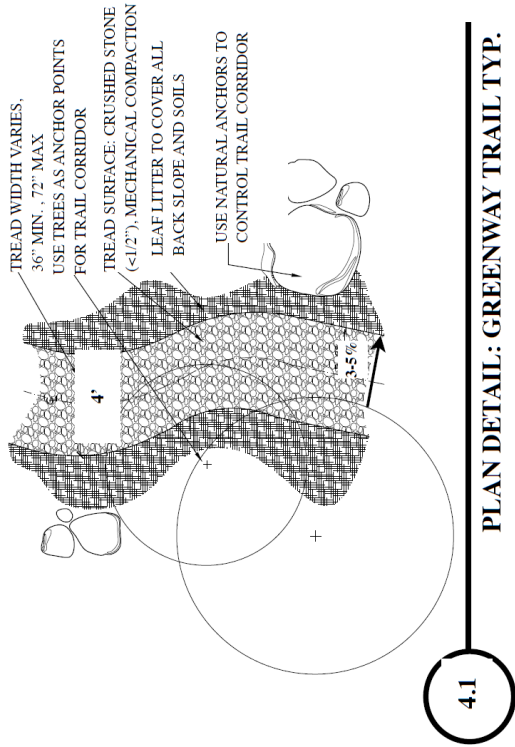 TREAD WIDTH VARIES,
36" MIN. , 72" MAX
USE TREES AS ANCHOR POINTS
FOR TRAIL CORRIDOR
TREAD SURFACE: CRUSHED STONE
(<1/2"), MECHANICAL COMPACTION
LEAF LITTER TO COVER ALL
BACK SLOPE AND SOILS
USE NATURAL ANCHORS TO
CONTROL TRAIL CORRIDOR
4'
3-5%
4.1
PLAN DETAIL: GREENWAY TRAIL TYP.